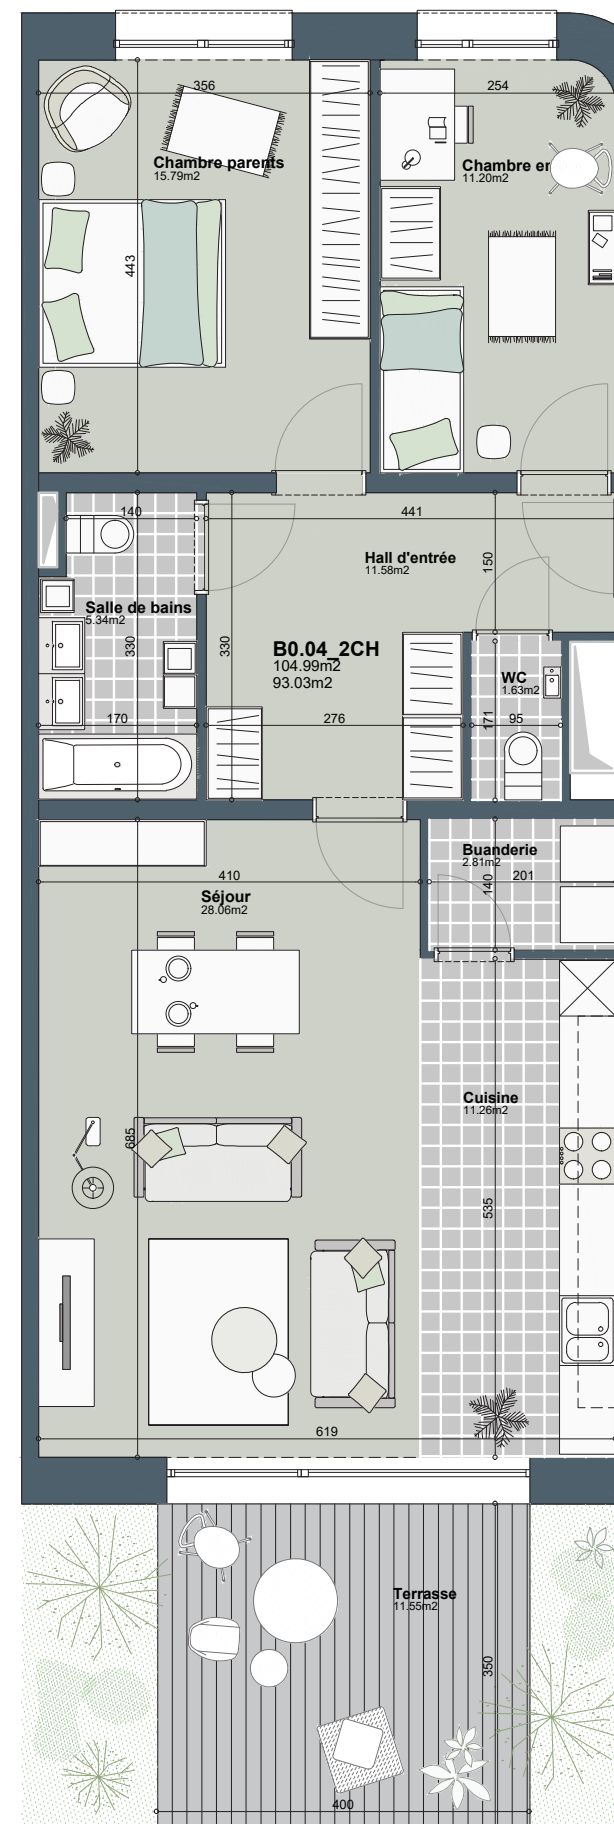 356
254
Chambre parents
15.79m2
Chambre en
11.20m2
443
140
441
Hall d'entrée
11.58m2
150
Salle de bains
5.34m2
330
330
B0.04_2CH
104.99m2
93.03m2
WC
1.63m2
170
276
171
95
Buanderie
2.81m2
410
140
201
Séjour
28.06m2
Cuisine
11.26m2
685
535
619
Terrasse
11.55m2
350
400